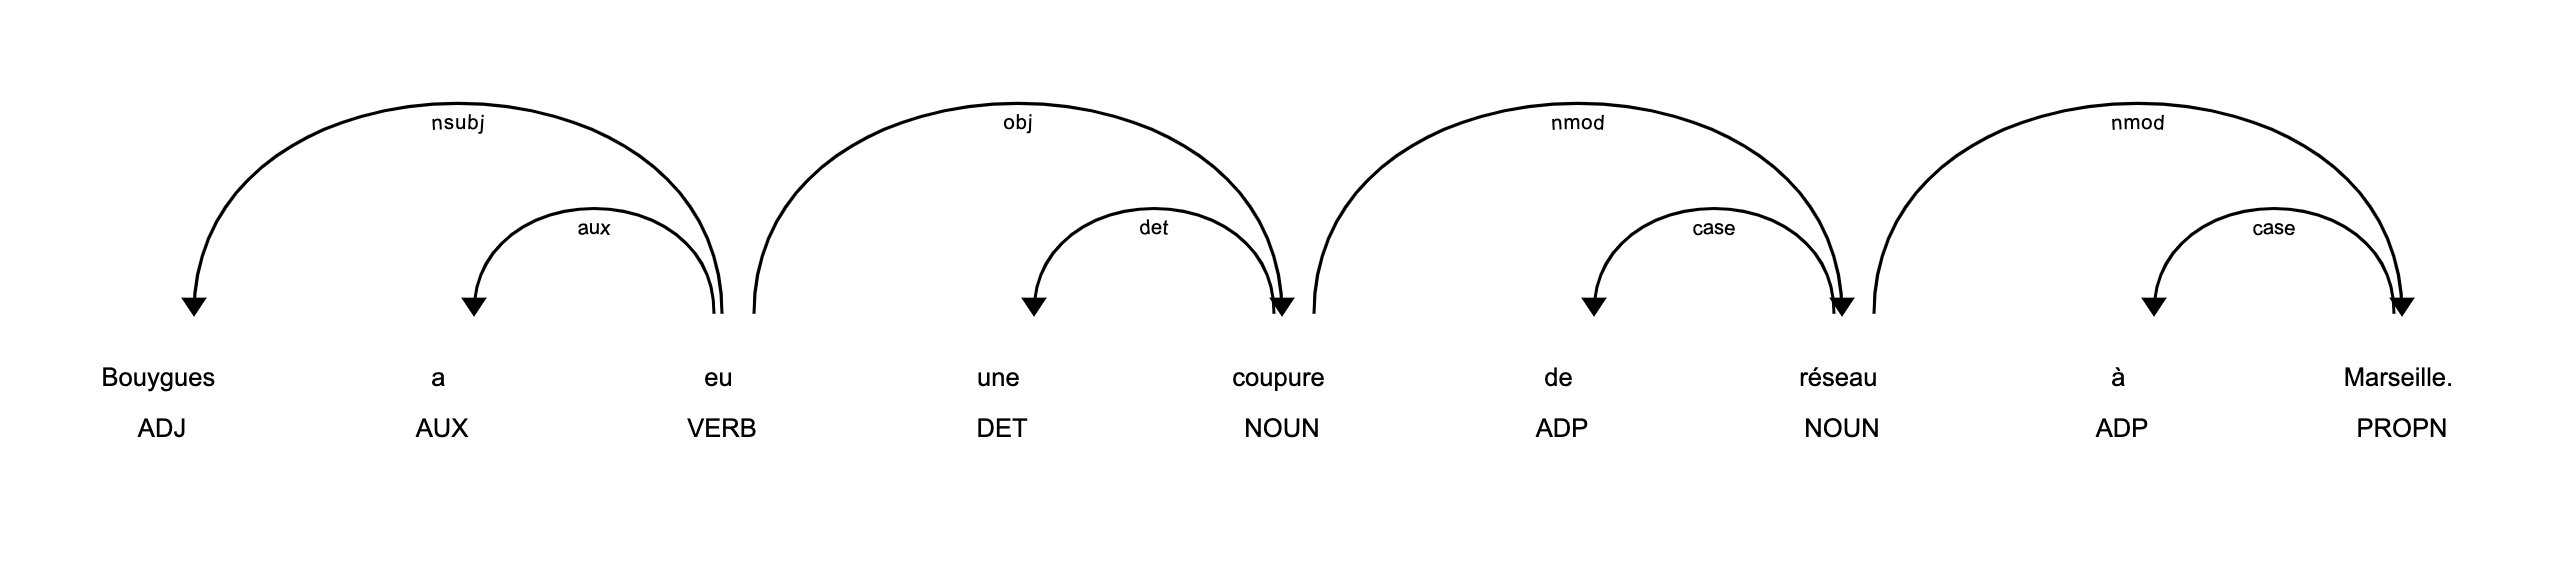 nsubj obj nmod nmod
aux det case case
Bouygues a eu une coupure de réseau à Marseille.
ADJ AUX VERB DET NOUN ADP NOUN ADP PROPN